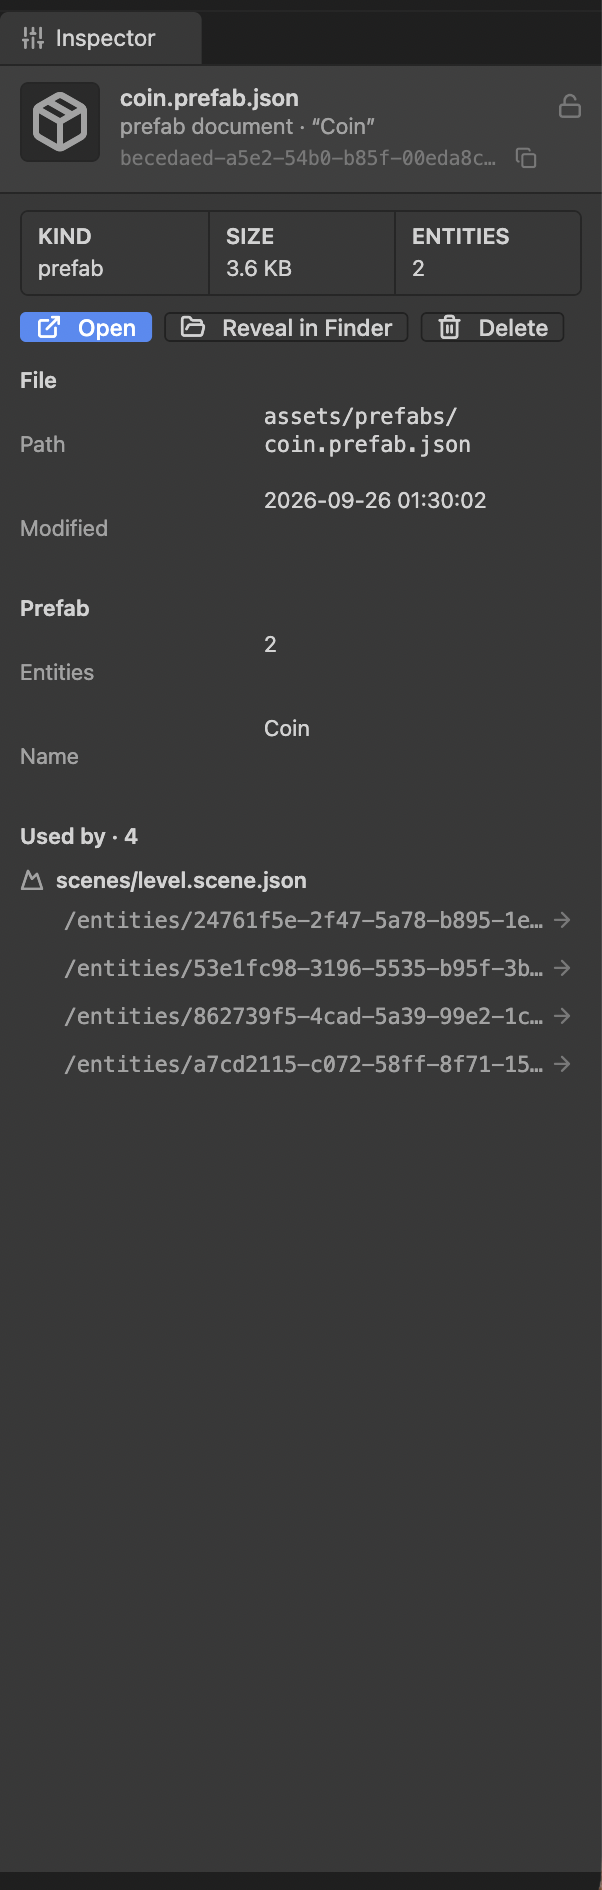 Inspector
coin.prefab.json
prefab document · “Coin”
becedaed-a5e2-54b0-b85f-00eda8c…
KIND
prefab
SIZE
3.6 KB
ENTITIES
2
Open
Reveal in Finder
Delete
File
Path
assets/prefabs/
coin.prefab.json
Modified
2026-09-26 01:30:02
Prefab
Entities
2
Name
Coin
Used by · 4
scenes/level.scene.json
/entities/24761f5e-2f47-5a78-b895-1e…
/entities/53e1fc98-3196-5535-b95f-3b…
/entities/862739f5-4cad-5a39-99e2-1c…
/entities/a7cd2115-c072-58ff-8f71-15…